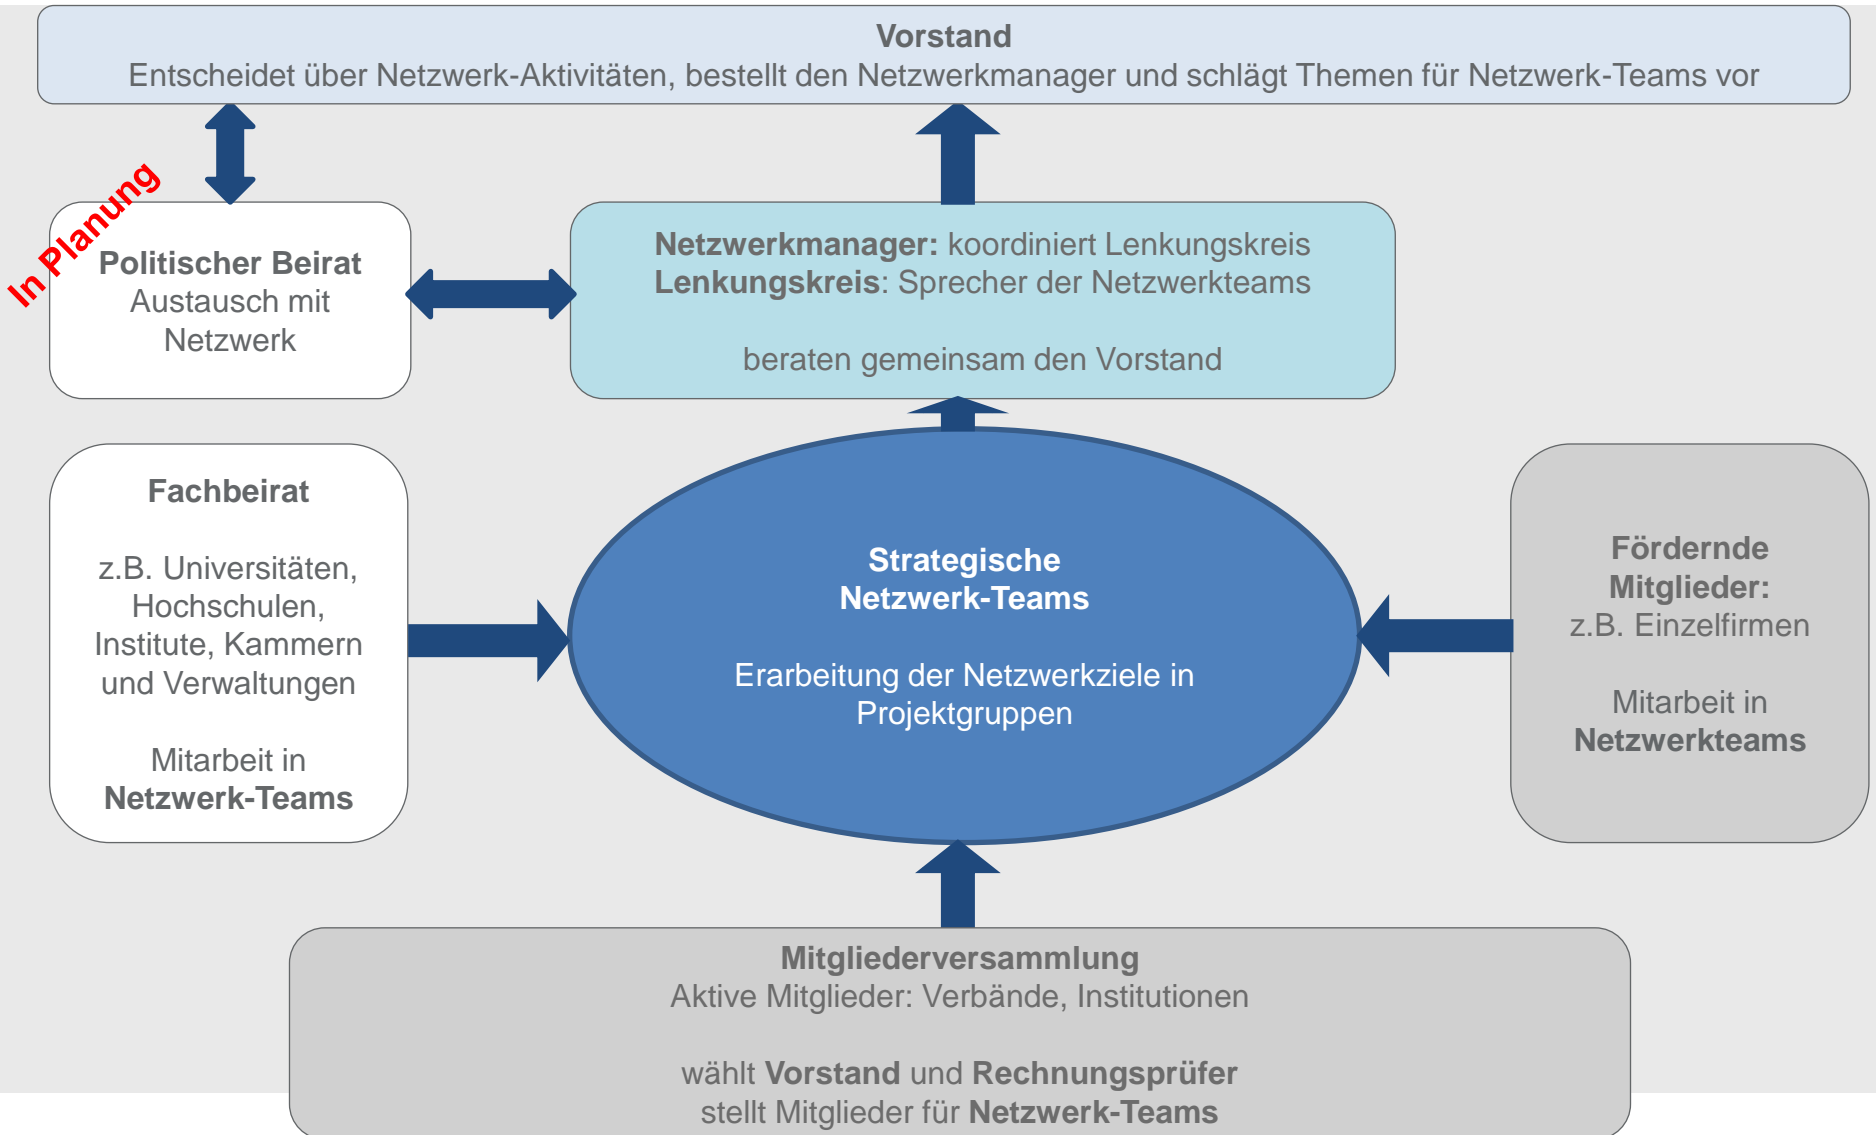 Vorstand
Entscheidet über Netzwerk-Aktivitäten, bestellt den Netzwerkmanager und schlägt Themen für Netzwerk-Teams vor
In Planung
Politischer Beirat
Austausch mit
Netzwerk
Netzwerkmanager: koordiniert Lenkungskreis
Lenkungskreis: Sprecher der Netzwerkteams
beraten gemeinsam den Vorstand
Fachbeirat
z.B. Universitäten,
Hochschulen,
Institute, Kammern
und Verwaltungen
Mitarbeit in
Netzwerk-Teams
Strategische
Netzwerk-Teams
Erarbeitung der Netzwerkziele in
Projektgruppen
Fördernde
Mitglieder:
z.B. Einzelfirmen
Mitarbeit in
Netzwerkteams
Mitgliederversammlung
Aktive Mitglieder: Verbände, Institutionen
wählt Vorstand und Rechnungsprüfer
stellt Mitglieder für Netzwerk-Teams